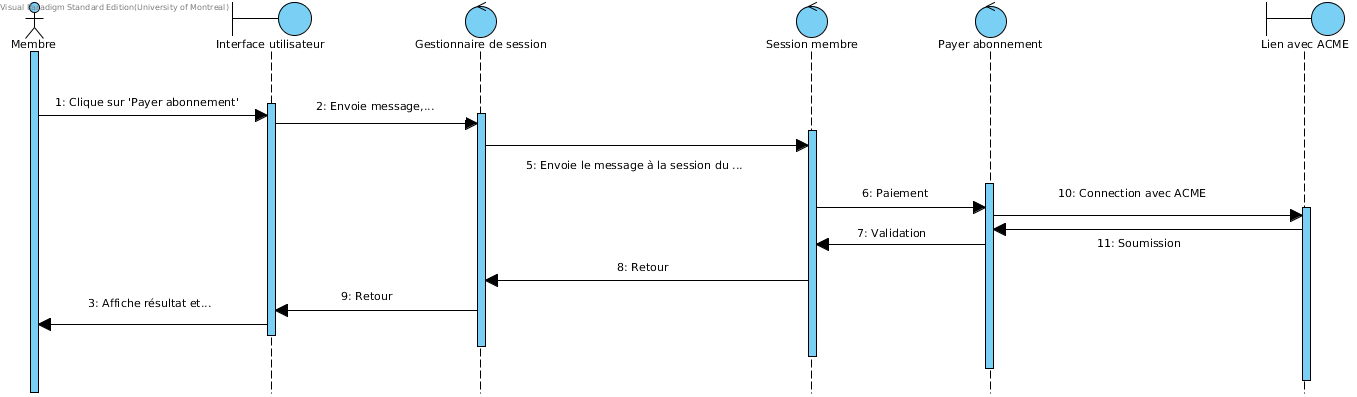 Visual Paradigm Standard Edition(University of Montreal)
Membre
Interface utilisateur
Gestionnaire de session
Session membre
Payer abonnement
Lien avec ACME
1: Clique sur 'Payer abonnement'
2: Envoie message,...
5: Envoie le message à la session du ...
6: Paiement
10: Connection avec ACME
7: Validation
11: Soumission
8: Retour
9: Retour
3: Affiche résultat et...